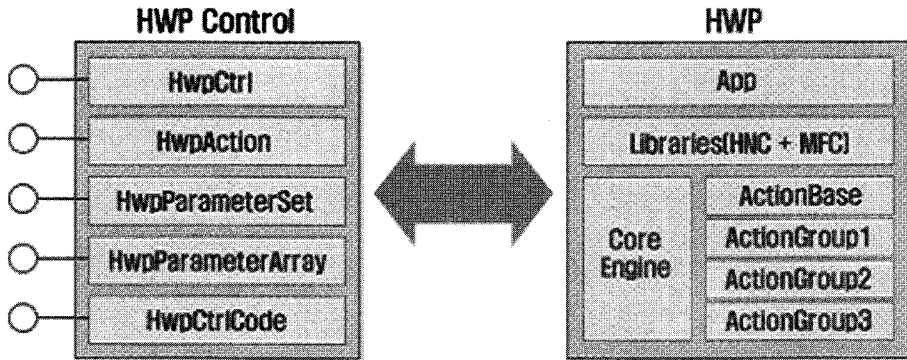 HWP Control
HwpCtrl
HwpAction
HwpParameterSet
HwpParameterArray
HwpCtrlCode
HWP
App
Libraries(HNC + MFC)
Core
Engine
ActionBase
ActionGroup1
ActionGroup2
ActionGroup3